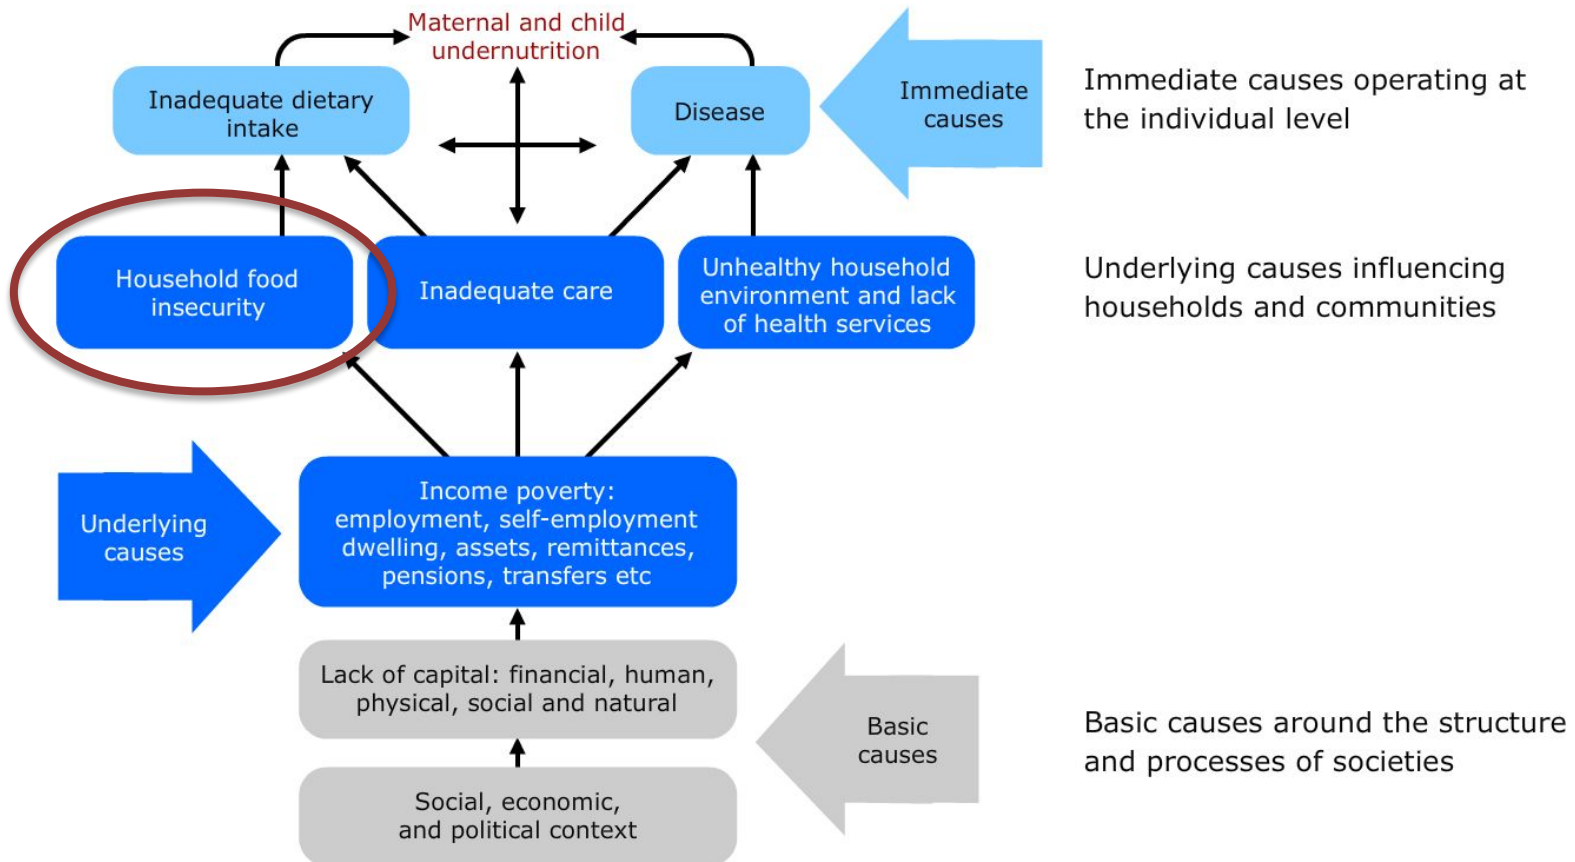 Maternal and child
undernutrition
Inadequate dietary
intake
Disease
Immediate
causes
Immediate causes operating at
the individual level
Household food
insecurity
Inadequate care
Unhealthy household
environment and lack
of health services
Underlying causes influencing
households and communities
Underlying
causes
Income poverty:
employment, self-employment
dwelling, assets, remittances,
pensions, transfers etc
Lack of capital: financial, human,
physical, social and natural
Basic
causes
Basic causes around the structure
and processes of societies
Social, economic,
and political context